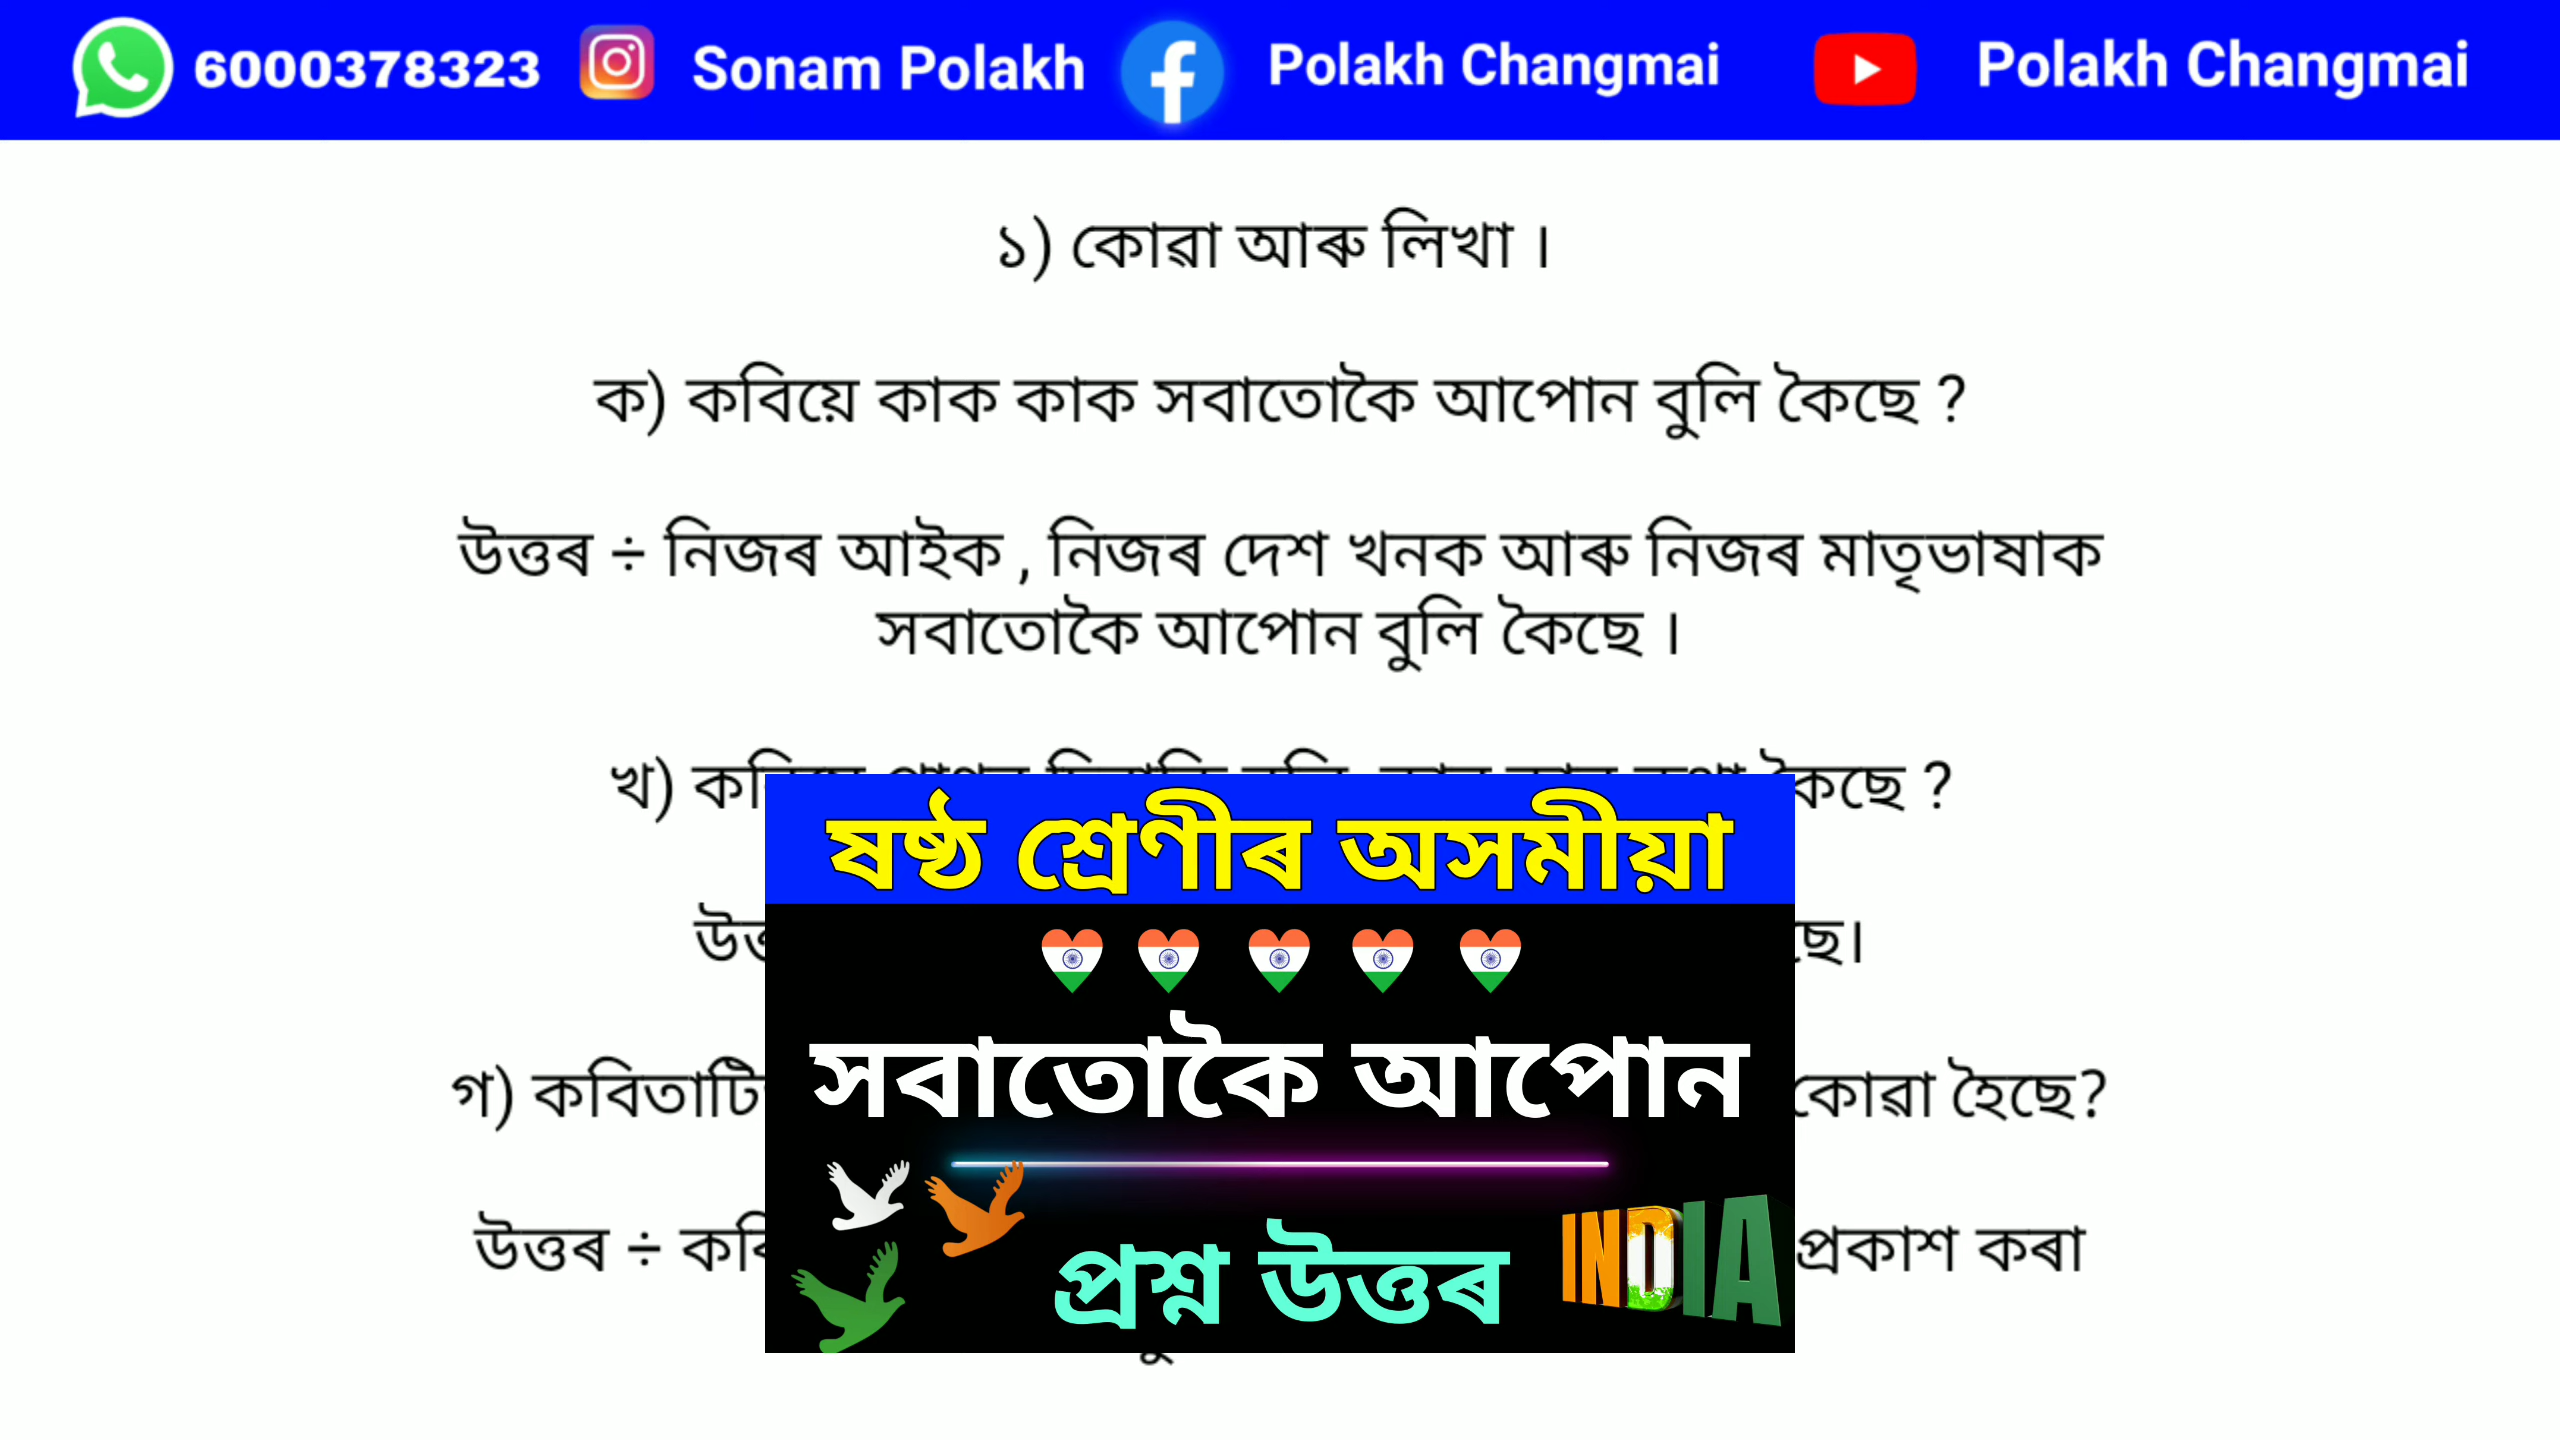 6000378323 Sonam Polakh Polakh Changmai Polakh Changmai
১) কোৱা আৰু লিখা ।
ক) কবিয়ে কাক কাক সবাতোকৈ আপোন বুলি কৈছে ?
উত্তৰ ÷ নিজৰ আইক , নিজৰ দেশ খনক আৰু নিজৰ মাতৃভাষাক
সবাতোকৈ আপোন বুলি কৈছে ।
খ) কৈছে ?
ষষ্ঠ শ্ৰেণীৰ অসমীয়া
গ) কবিতাটি কোৱা হৈছে?
সবাতোকৈ আপোন
উত্তৰ ÷ প্ৰকাশ কৰা
প্ৰশ্ন উত্তৰ
INDIA